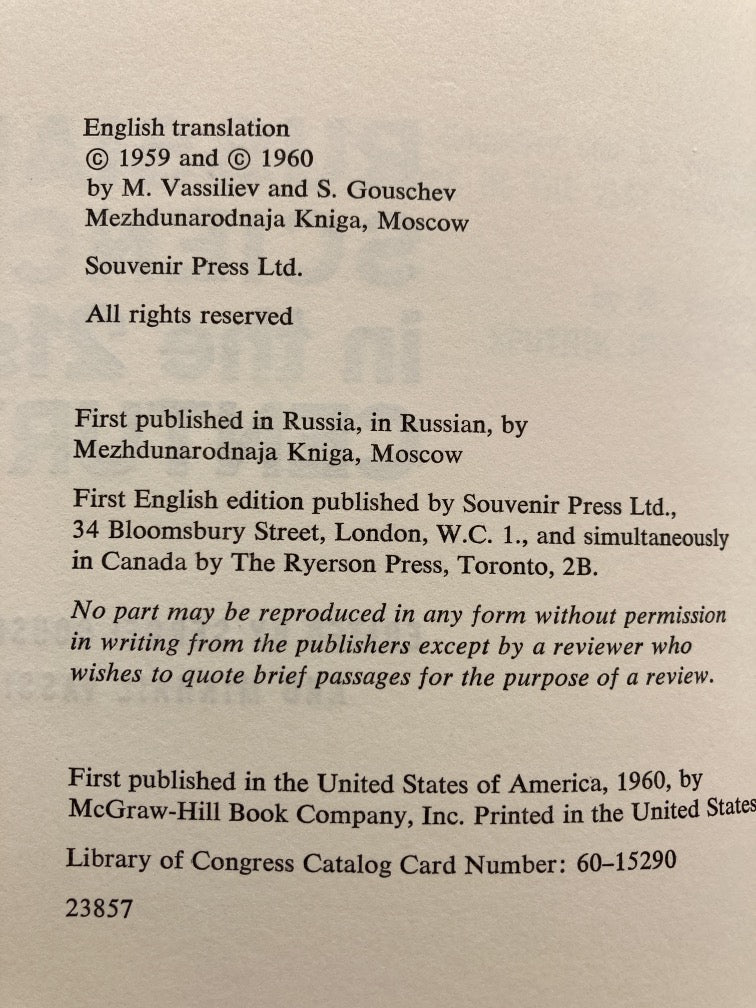 English translation
© 1959 and © 1960
by M. Vassiliev and S. Gouschev
Mezhdunarodnaja Kniga, Moscow
Souvenir Press Ltd.
All rights reserved
First published in Russia, in Russian, by
Mezhdunarodnaja Kniga, Moscow
First English edition published by Souvenir Press Ltd.,
34 Bloomsbury Street, London, W.C. 1., and simultaneously
in Canada by The Ryerson Press, Toronto, 2B.
No part may be reproduced in any form without permission
in writing from the publishers except by a reviewer who
wishes to quote brief passages for the purpose of a review.
First published in the United States of America, 1960, by
McGraw-Hill Book Company, Inc. Printed in the United States
Library of Congress Catalog Card Number: 60–15290
23857